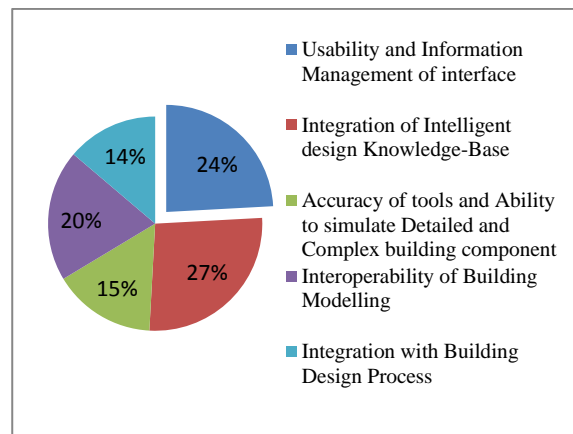 24%
27%
15%
20%
14%
Usability and Information
Management of interface
Integration of Intelligent
design Knowledge-Base
Accuracy of tools and Ability
to simulate Detailed and
Complex building component
Interoperability of Building
Modelling
Integration with Building
Design Process